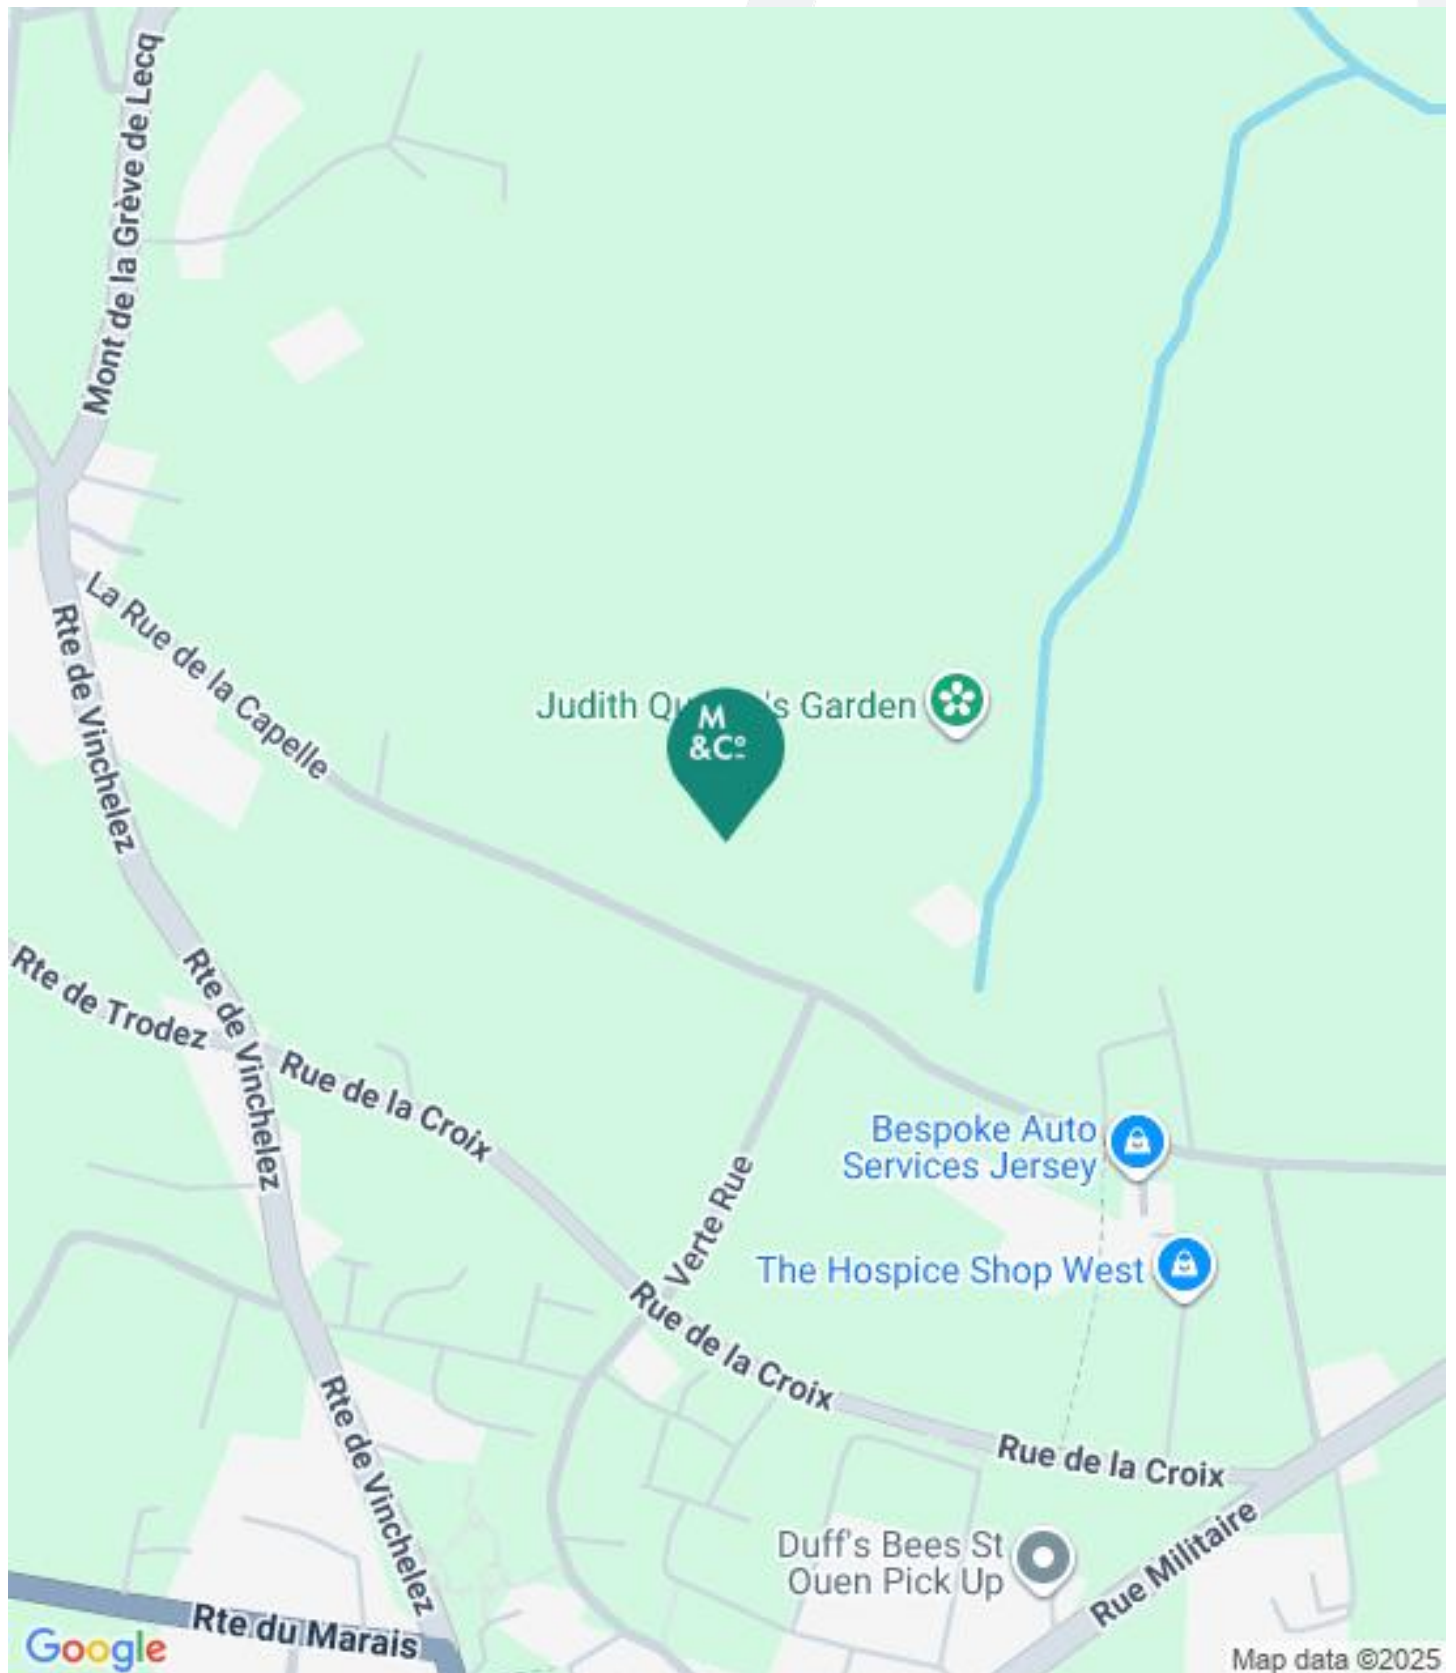 Mont de la Grève de Lecq
La Rue de la Capelle
Rte de Vinchelez
Judith
's Garden
M
&Cº
Rte de Trodez
Rte de Vinchelez
Rue de la Croix
Bespoke Auto
Services Jersey
Verte Rue
The Hospice Shop West
Rue de la Croix
Rte de Vinchelez
Rue de la Croix
Duff's Bees St
Ouen Pick Up
Rue Militaire
Rte du Marais
Google
Map data ©2025